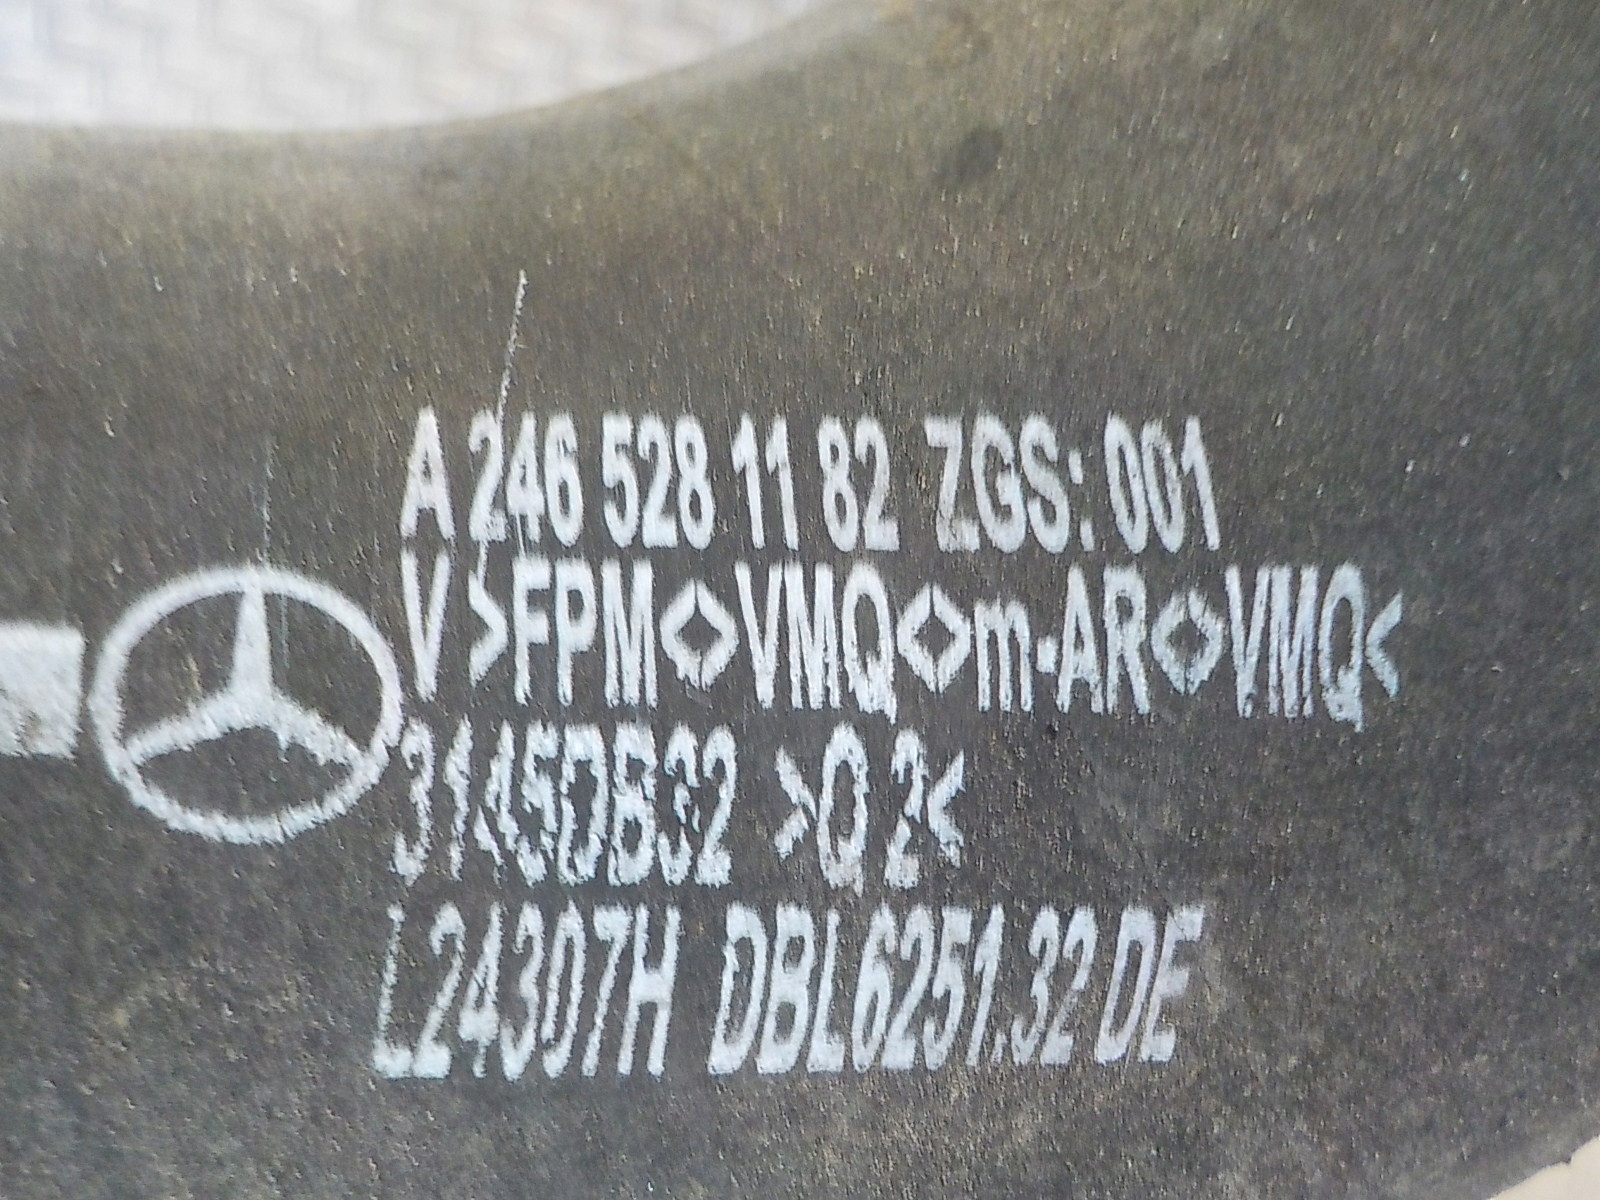 A 246 528 11 82 ZGS: 001
V >FPM<>VMQ<>m-AR<>VMQ<
3145DB32 >Q 2<
L24307H DBL6251.32 DE